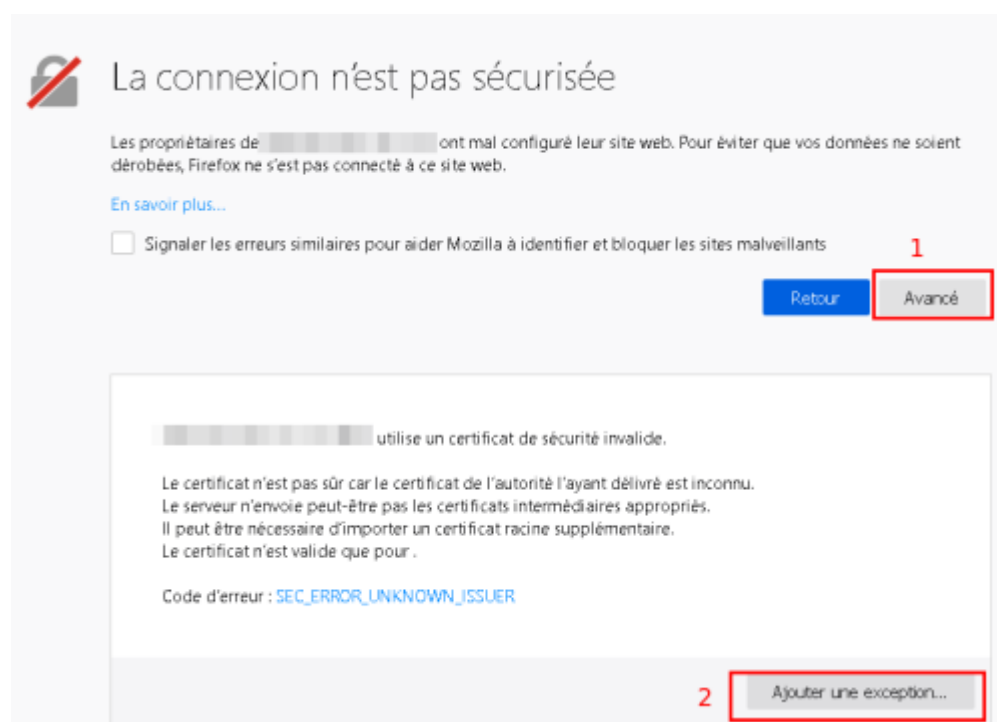 La connexion n'est pas sécurisée
Les propriétaires de ont mal configuré leur site web. Pour éviter que vos données ne soient
dérobées, Firefox ne s'est pas connecté à ce site web.
En savoir plus...
Signaler les erreurs similaires pour aider Mozilla à identifier et bloquer les sites malveillants
1
Retour Avancé
utilise un certificat de sécurité invalide.
Le certificat n'est pas sûr car le certificat de l'autorité l'ayant délivré est inconnu.
Le serveur n'envoie peut-être pas les certificats intermédiaires appropriés.
Il peut être nécessaire d'importer un certificat racine supplémentaire.
Le certificat n'est valide que pour .
Code d'erreur : SEC_ERROR_UNKNOWN_ISSUER
2 Ajouter une exception...